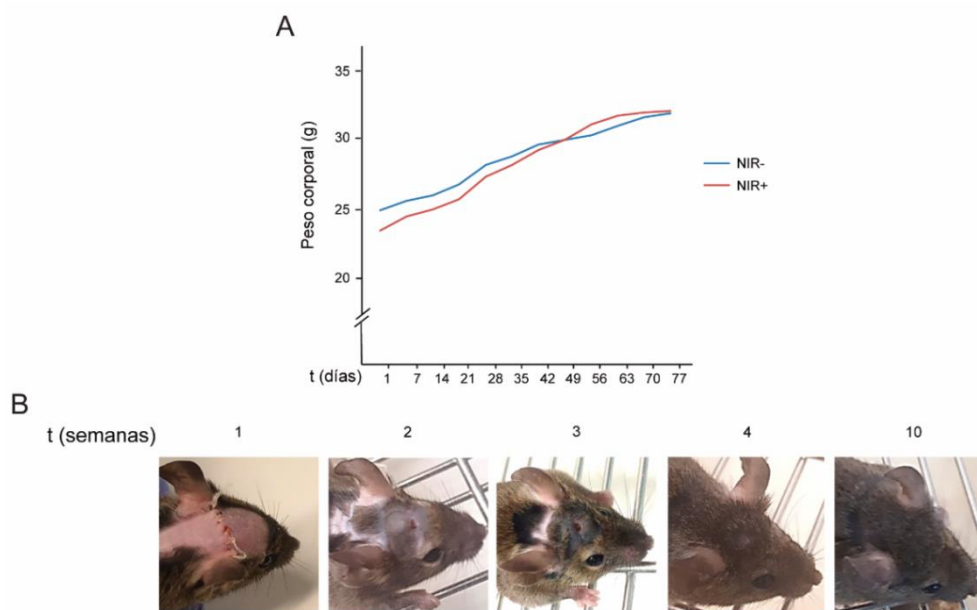 A
Peso corporal (g)
35
30
25
20
NIR-
NIR+
t (días) 1 7 14 21 28 35 42 49 56 63 70 77
B
t (semanas) 1 2 3 4 10